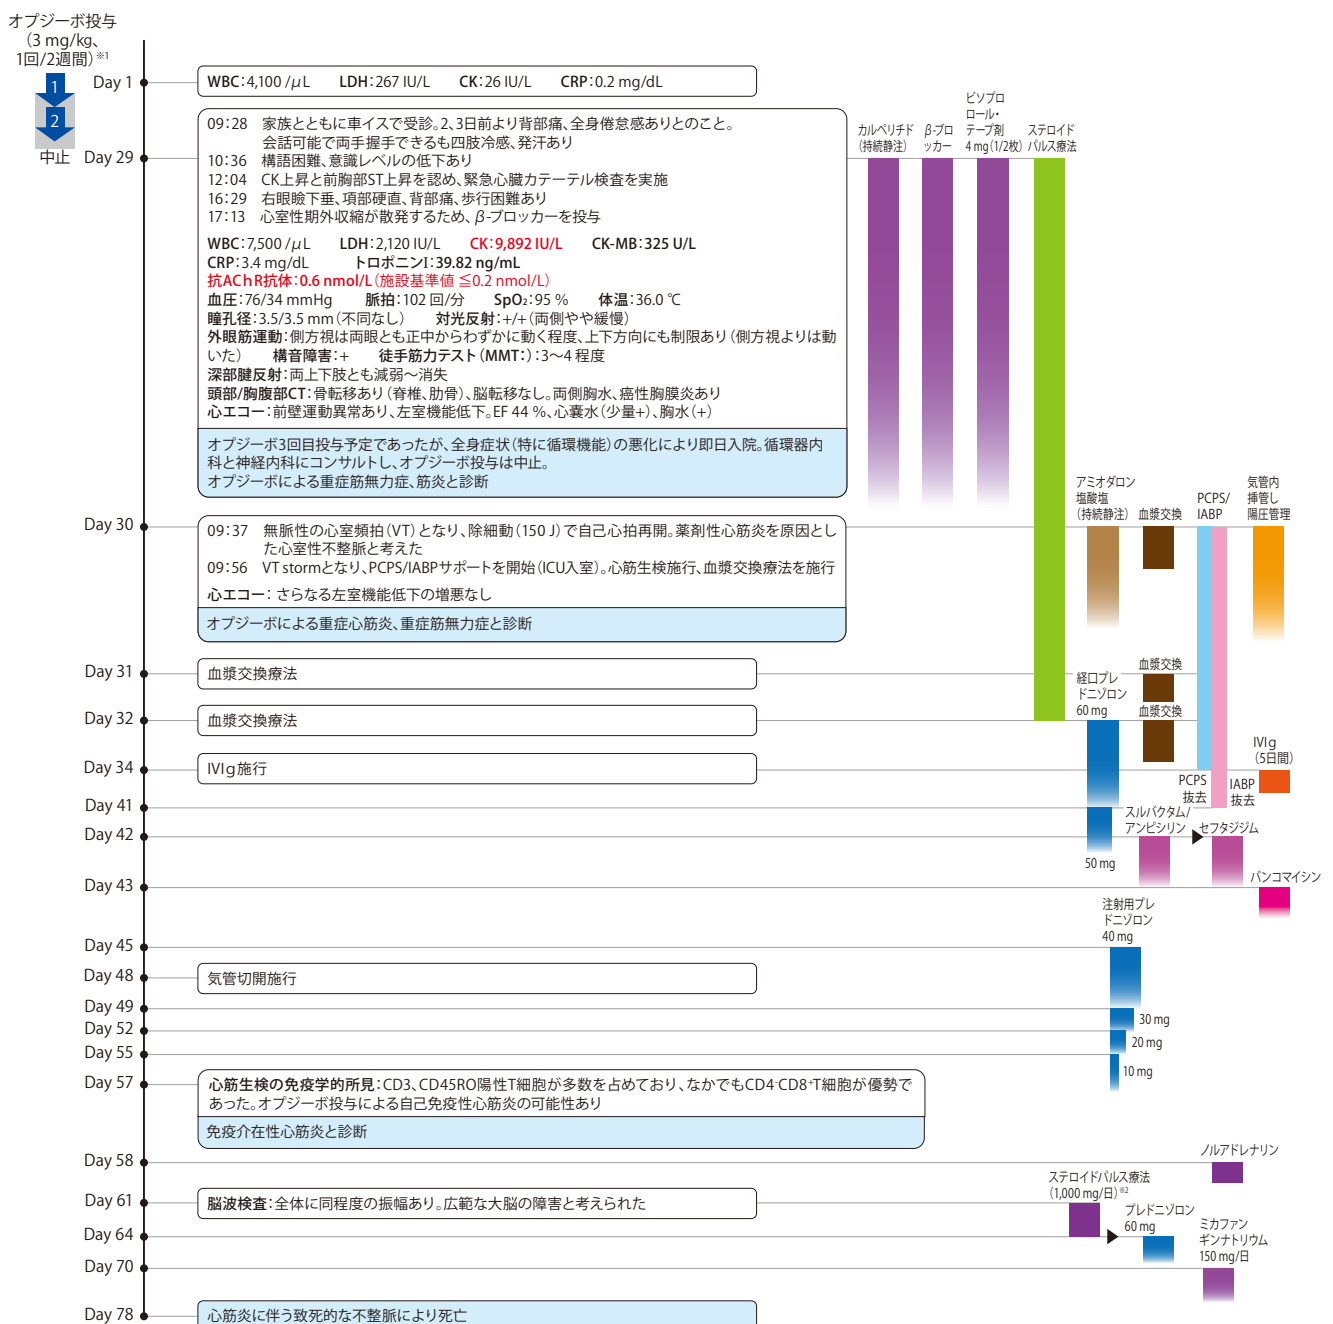 オプジーボ投与
（3 mg/kg、
1回/2週間）※1
1
2
中止
Day 1
WBC：4,100 /μL　LDH：267 IU/L　CK：26 IU/L　CRP：0.2 mg/dL
Day 29
09:28　家族とともに車イスで受診。2、3日前より背部痛、全身倦怠感ありとのこと。
会話可能で両手握手できるも四肢冷感、発汗あり
10:36　構語困難、意識レベルの低下あり
12:04　CK上昇と前胸部ST上昇を認め、緊急心臓カテーテル検査を実施
16:29　右眼瞼下垂、項部硬直、背部痛、歩行困難あり
17:13　心室性期外収縮が散発するため、β-ブロッカーを投与
WBC：7,500 /μL　LDH：2,120 IU/L　CK：9,892 IU/L　CK-MB：325 U/L
CRP：3.4 mg/dL　トロポニンI：39.82 ng/mL
抗AChR抗体：0.6 nmol/L（施設基準値 ≦0.2 nmol/L）
血圧：76/34 mmHg　脈拍：102 回/分　SpO₂：95 %　体温：36.0 ℃
瞳孔径：3.5/3.5 mm（不同なし）　対光反射：+/+（両側やや緩慢）
外眼筋運動：側方視は両眼とも正中からわずかに動く程度、上下方向にも制限あり（側方視よりは動
いた）　構音障害：+　徒手筋力テスト（MMT：）：3〜4 程度
深部腱反射：両上下肢とも減弱〜消失
頭部/胸腹部CT：骨転移あり（脊椎、肋骨）、脳転移なし。両側胸水、癌性胸膜炎あり
心エコー：前壁運動異常あり、左室機能低下。EF 44 %、心嚢水（少量+）、胸水（+）
オプジーボ3回目投与予定であったが、全身症状（特に循環機能）の悪化により即日入院。循環器内
科と神経内科にコンサルトし、オプジーボ投与は中止。
オプジーボによる重症筋無力症、筋炎と診断
カルペリチド
（持続静注）
β-ブロ
ッカー
ビソプロ
ロール・
テープ剤
4 mg（1/2枚）
ステロイド
パルス療法
Day 30
09:37　無脈性の心室頻拍（VT）となり、除細動（150 J）で自己心拍再開。薬剤性心筋炎を原因とし
た心室性不整脈と考えた
09:56　VT stormとなり、PCPS/IABPサポートを開始（ICU入室）。心筋生検施行、血漿交換療法を施行
心エコー：さらなる左室機能低下の増悪なし
オプジーボによる重症心筋炎、重症筋無力症と診断
アミオダロン
塩酸塩
（持続静注）
血漿交換
PCPS/
IABP
気管内
挿管し
陽圧管理
Day 31
血漿交換療法
血漿交換
Day 32
血漿交換療法
経口プレ
ドニゾロン
60 mg
血漿交換
Day 34
IVIg施行
IVIg
（5日間）
PCPS
抜去
IABP
抜去
Day 41
Day 42
50 mg
スルバクタム/
アンピシリン
セフタジジム
Day 43
バンコマイシン
Day 45
注射用プレ
ドニゾロン
40 mg
Day 48
気管切開施行
Day 49
30 mg
Day 52
20 mg
Day 55
10 mg
Day 57
心筋生検の免疫学的所見：CD3、CD45RO陽性T細胞が多数を占めており、なかでもCD4⁻CD8⁺T細胞が優勢で
あった。オプジーボ投与による自己免疫性心筋炎の可能性あり
免疫介在性心筋炎と診断
Day 58
ノルアドレナリン
Day 61
脳波検査：全体に同程度の振幅あり。広範な大脳の障害と考えられた
ステロイドパルス療法
（1,000 mg/日）※2
Day 64
プレドニゾロン
60 mg
Day 70
ミカファン
ギンナトリウム
150 mg/日
Day 78
心筋炎に伴う致死的な不整脈により死亡